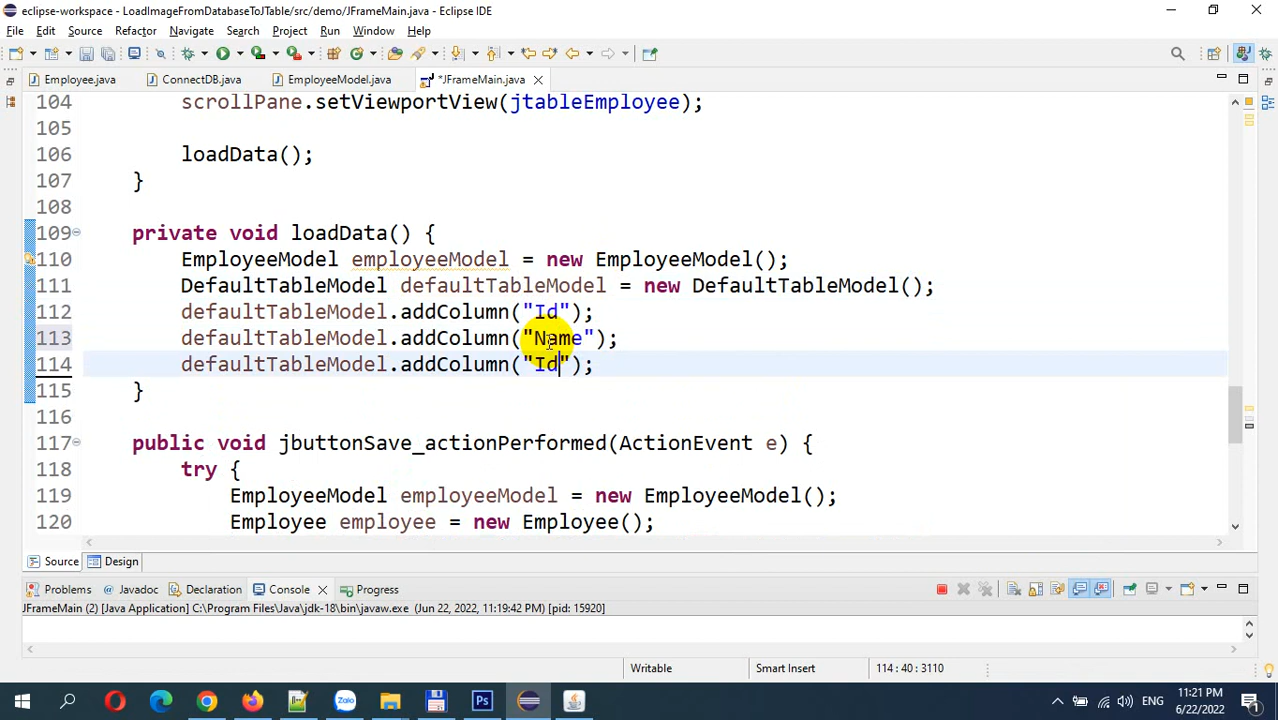 eclipse-workspace - LoadImageFromDatabaseToJTable/src/demo/JFrameMain.java - Eclipse IDE
File Edit Source Refactor Navigate Search Project Run Window Help
Employee.java ConnectDB.java EmployeeModel.java *JFrameMain.java
104 scrollPane.setViewportView(jtableEmployee);
105
106 loadData();
107 }
108
109 private void loadData() {
110 EmployeeModel employeeModel = new EmployeeModel();
111 DefaultTableModel defaultTableModel = new DefaultTableModel();
112 defaultTableModel.addColumn("Id");
113 defaultTableModel.addColumn("Name");
114 defaultTableModel.addColumn("Id");
115 }
116
117 public void jbuttonSave_actionPerformed(ActionEvent e) {
118 try {
119 EmployeeModel employeeModel = new EmployeeModel();
120 Employee employee = new Employee();
Source Design
Problems Javadoc Declaration Console Progress
JFrameMain (2) [Java Application] C:\Program Files\Java\jdk-18\bin\javaw.exe (Jun 22, 2022, 11:19:42 PM) [pid: 15920]
Writable Smart Insert 114 : 40 : 3110
Zalo Ps ENG 11:21 PM
6/22/2022